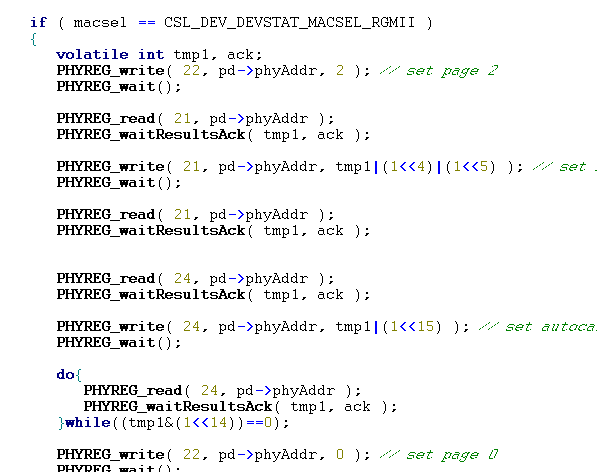 if ( macsel == CSL_DEV_DEVSTAT_MACSEL_RGMII )
{
volatile int tmp1, ack;
PHYREG_write( 22, pd->phyAddr, 2 ); // set page 2
PHYREG_wait();
PHYREG_read( 21, pd->phyAddr );
PHYREG_waitResultsAck( tmp1, ack );
PHYREG_write( 21, pd->phyAddr, tmp1|(1<<4)|(1<<5) ); // set
PHYREG_wait();
PHYREG_read( 21, pd->phyAddr );
PHYREG_waitResultsAck( tmp1, ack );
PHYREG_read( 24, pd->phyAddr );
PHYREG_waitResultsAck( tmp1, ack );
PHYREG_write( 24, pd->phyAddr, tmp1|(1<<15) ); // set autoca
PHYREG_wait();
do{
PHYREG_read( 24, pd->phyAddr );
PHYREG_waitResultsAck( tmp1, ack );
}while((tmp1&(1<<14))==0);
PHYREG_write( 22, pd->phyAddr, 0 ); // set page 0
PHYREG_wait();